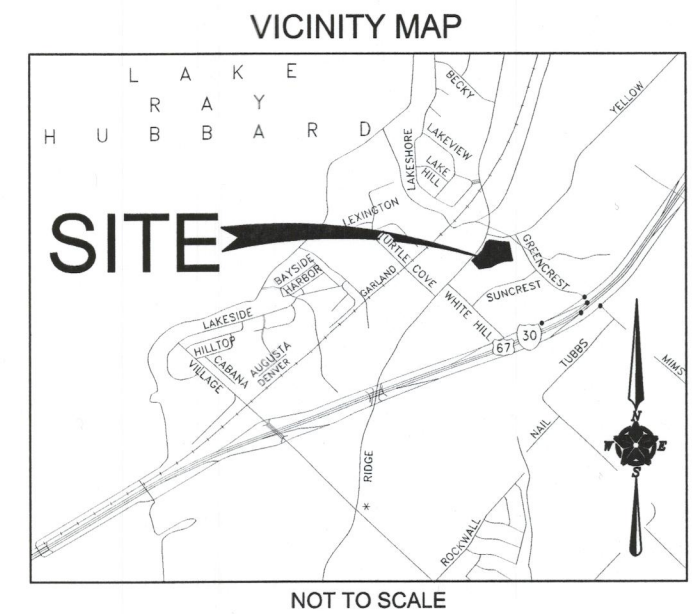 VICINITY MAP
L A K E
R A Y
H U B B A R D
BECKY
YELLOW
LAKESHORE
LAKEVIEW
LAKE
HILL
LEXINGTON
SITE
TURTLE COVE
GREENCREST
BAYSIDE
HARBOR
GARLAND
SUNCREST
WHITE HILL
LAKESIDE
30
67
HILLTOP
CABANA
VILLAGE
AUGUSTA
DENVER
TUBBS
MIMS
NAIL
N
W E
S
RIDGE
*
ROCKWALL
NOT TO SCALE